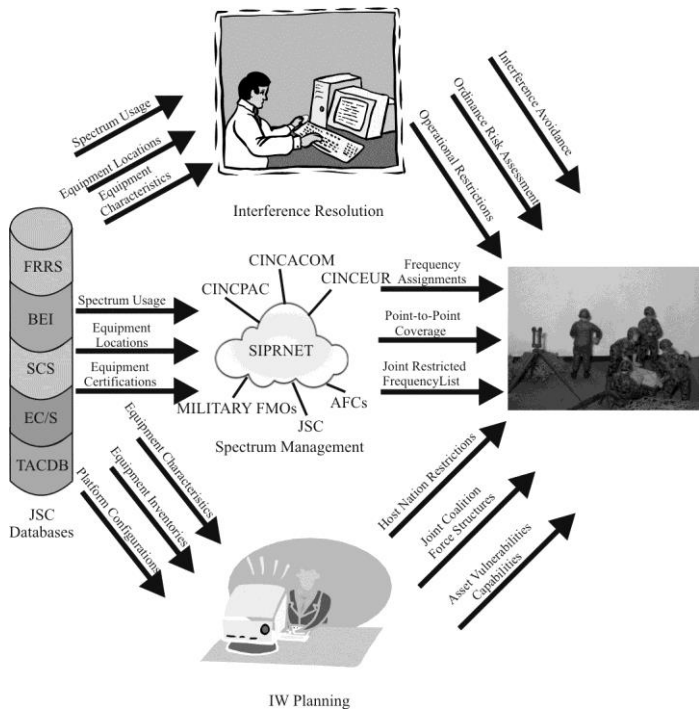 Spectrum Usage
Equipment Locations
Equipment
Characteristics
Interference Resolution
Operational Restrictions
Ordinance Risk Assessment
Interference Avoidance
FRRS
BEI
SCS
EC/S
TACDB
JSC
Databases
Spectrum Usage
Equipment
Locations
Equipment
Certifications
CINCACOM
CINCPAC
CINCEUR
SIPRNET
MILITARY FMOs
AFCs
JSC
Spectrum Management
Frequency
Assignments
Point-to-Point
Coverage
Joint Restricted
FrequencyList
Equipment Characteristics
Equipment Inventories
Platform Configurations
IW Planning
Host Nation Restrictions
Joint Coalition
Force Structures
Asset Vulnerabilities
Capabilities